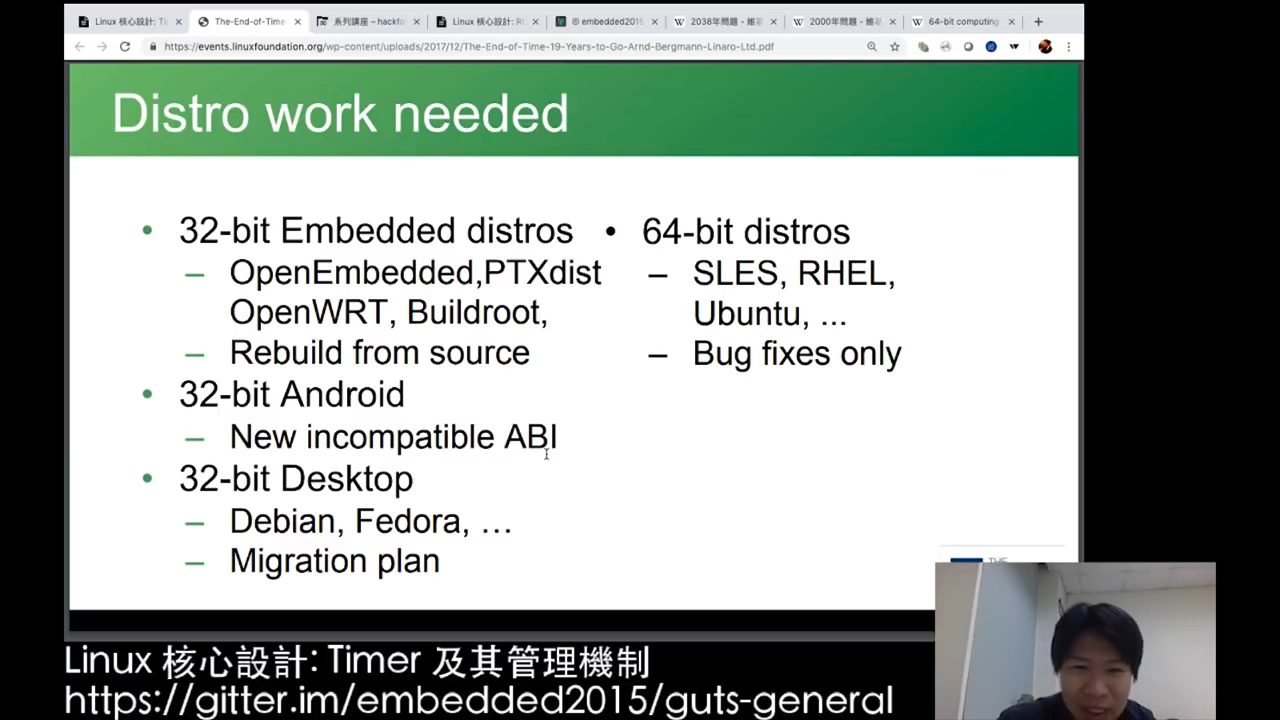 Linux 核心設計: Ti
The-End-of-Time
系列講座 – hackfo
Linux 核心設計: RC
embedded2015
2038年問題 - 維基
2000年問題 - 維基
64-bit computing
https://events.linuxfoundation.org/wp-content/uploads/2017/12/The-End-of-Time-19-Years-to-Go-Arnd-Bergmann-Linaro-Ltd.pdf
Distro work needed
• 32-bit Embedded distros
– OpenEmbedded,PTXdist
OpenWRT, Buildroot,
– Rebuild from source
• 32-bit Android
– New incompatible ABI
• 32-bit Desktop
– Debian, Fedora, …
– Migration plan
• 64-bit distros
– SLES, RHEL,
Ubuntu, ...
– Bug fixes only
THE
Linux 核心設計: Timer 及其管理機制
https://gitter.im/embedded2015/guts-general